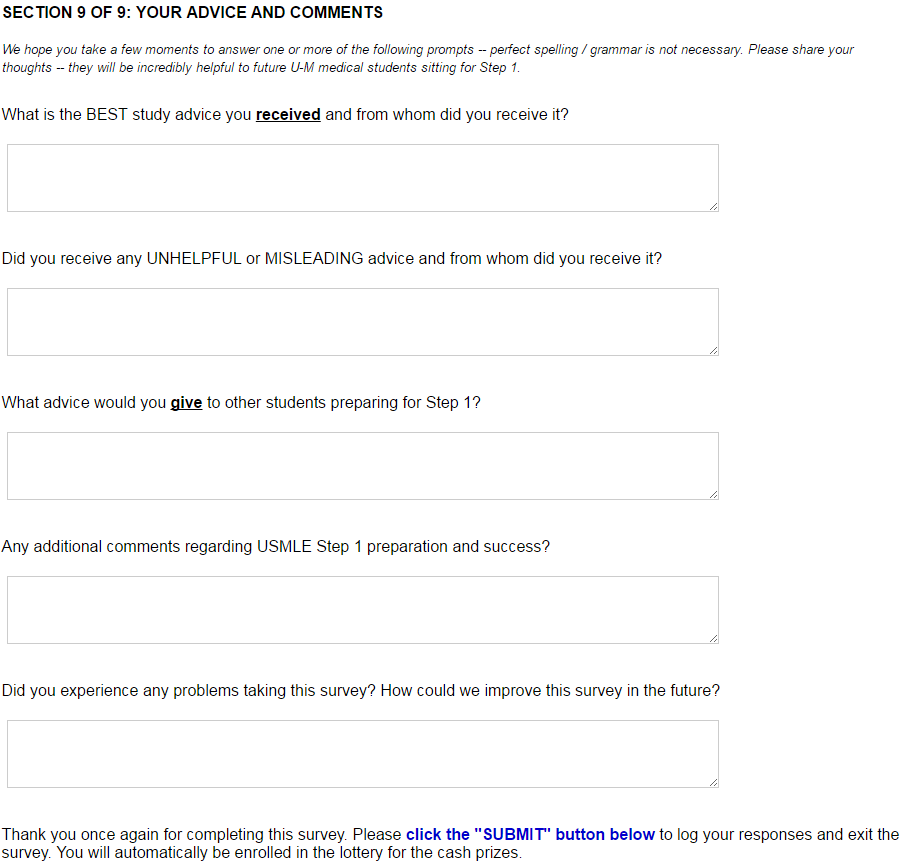 SECTION 9 OF 9: YOUR ADVICE AND COMMENTS
We hope you take a few moments to answer one or more of the following prompts -- perfect spelling / grammar is not necessary. Please share your
thoughts -- they will be incredibly helpful to future U-M medical students sitting for Step 1.
What is the BEST study advice you received and from whom did you receive it?
Did you receive any UNHELPFUL or MISLEADING advice and from whom did you receive it?
What advice would you give to other students preparing for Step 1?
Any additional comments regarding USMLE Step 1 preparation and success?
Did you experience any problems taking this survey? How could we improve this survey in the future?
Thank you once again for completing this survey. Please click the "SUBMIT" button below to log your responses and exit the
survey. You will automatically be enrolled in the lottery for the cash prizes.